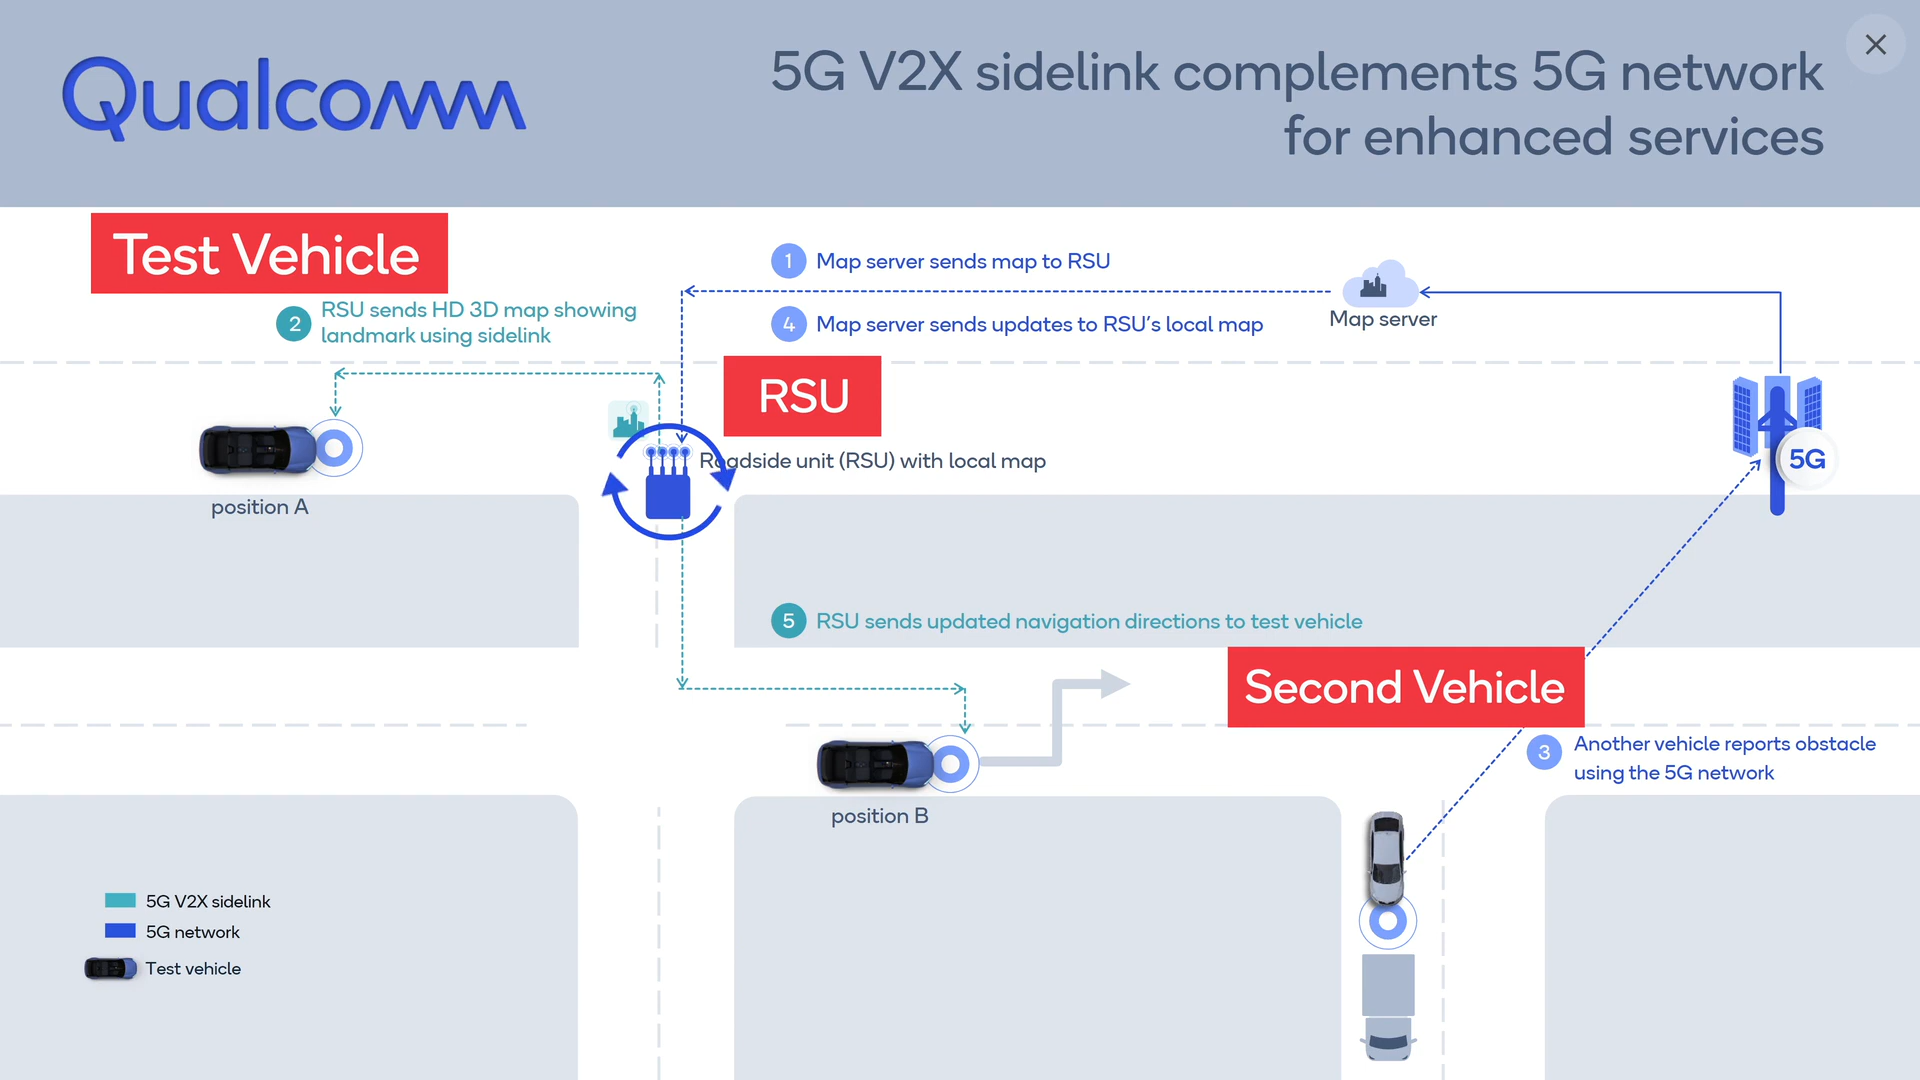 Qualcomm
5G V2X sidelink complements 5G network
for enhanced services
Test Vehicle
1 Map server sends map to RSU
2 RSU sends HD 3D map showing
landmark using sidelink
4 Map server sends updates to RSU's local map
Map server
RSU
Roadside unit (RSU) with local map
5G
position A
5 RSU sends updated navigation directions to test vehicle
Second Vehicle
3 Another vehicle reports obstacle
using the 5G network
position B
5G V2X sidelink
5G network
Test vehicle